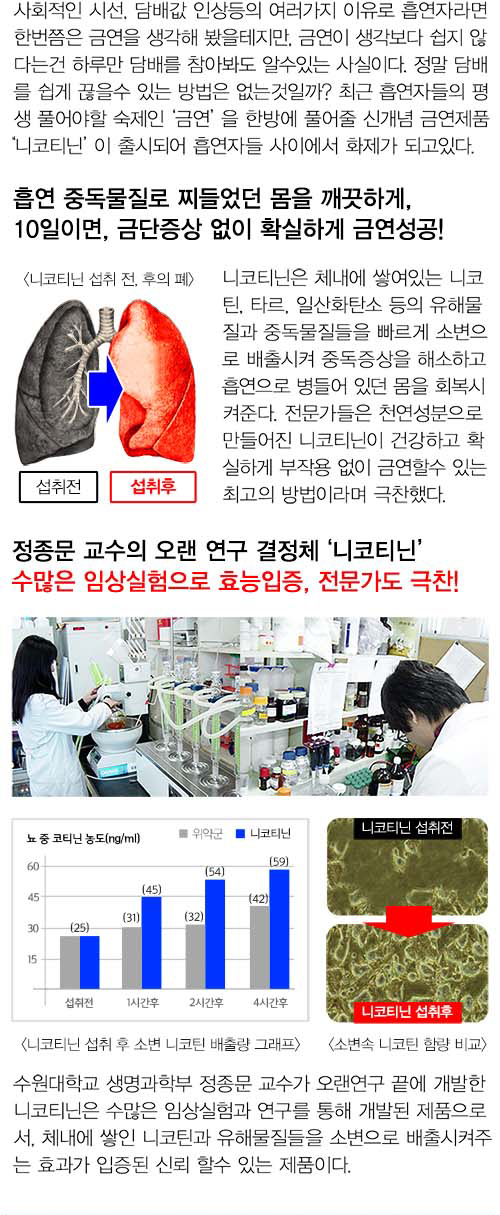 사회적인 시선, 담배값 인상등의 여러가지 이유로 흡연자라면
한번쯤은 금연을 생각해 봤을테지만, 금연이 생각보다 쉽지 않
다는건 하루만 담배를 참아봐도 알수있는 사실이다. 정말 담배
를 쉽게 끊을수 있는 방법은 없는것일까? 최근 흡연자들의 평
생 풀어야할 숙제인 ‘금연’ 을 한방에 풀어줄 신개념 금연제품
‘니코티닌’ 이 출시되어 흡연자들 사이에서 화제가 되고있다.
흡연 중독물질로 찌들었던 몸을 깨끗하게,
10일이면, 금단증상 없이 확실하게 금연성공!
〈니코티닌 섭취 전, 후의 폐〉
섭취전
섭취후
니코티닌은 체내에 쌓여있는 니코
틴, 타르, 일산화탄소 등의 유해물
질과 중독물질들을 빠르게 소변으
로 배출시켜 중독증상을 해소하고
흡연으로 병들어 있던 몸을 회복시
켜준다. 전문가들은 천연성분으로
만들어진 니코티닌이 건강하고 확
실하게 부작용 없이 금연할수 있는
최고의 방법이라며 극찬했다.
정종문 교수의 오랜 연구 결정체 ‘니코티닌’
수많은 임상실험으로 효능입증, 전문가도 극찬!
뇨 중 코티닌 농도(ng/ml)
위약군
니코티닌
60
45
30
15
(25)
(31)
(45)
(32)
(54)
(42)
(59)
섭취전
1시간후
2시간후
4시간후
〈니코티닌 섭취 후 소변 니코틴 배출량 그래프〉
니코티닌 섭취전
니코티닌 섭취후
〈소변속 니코틴 함량 비교〉
수원대학교 생명과학부 정종문 교수가 오랜연구 끝에 개발한
니코티닌은 수많은 임상실험과 연구를 통해 개발된 제품으로
서, 체내에 쌓인 니코틴과 유해물질들을 소변으로 배출시켜주
는 효과가 입증된 신뢰 할수 있는 제품이다.